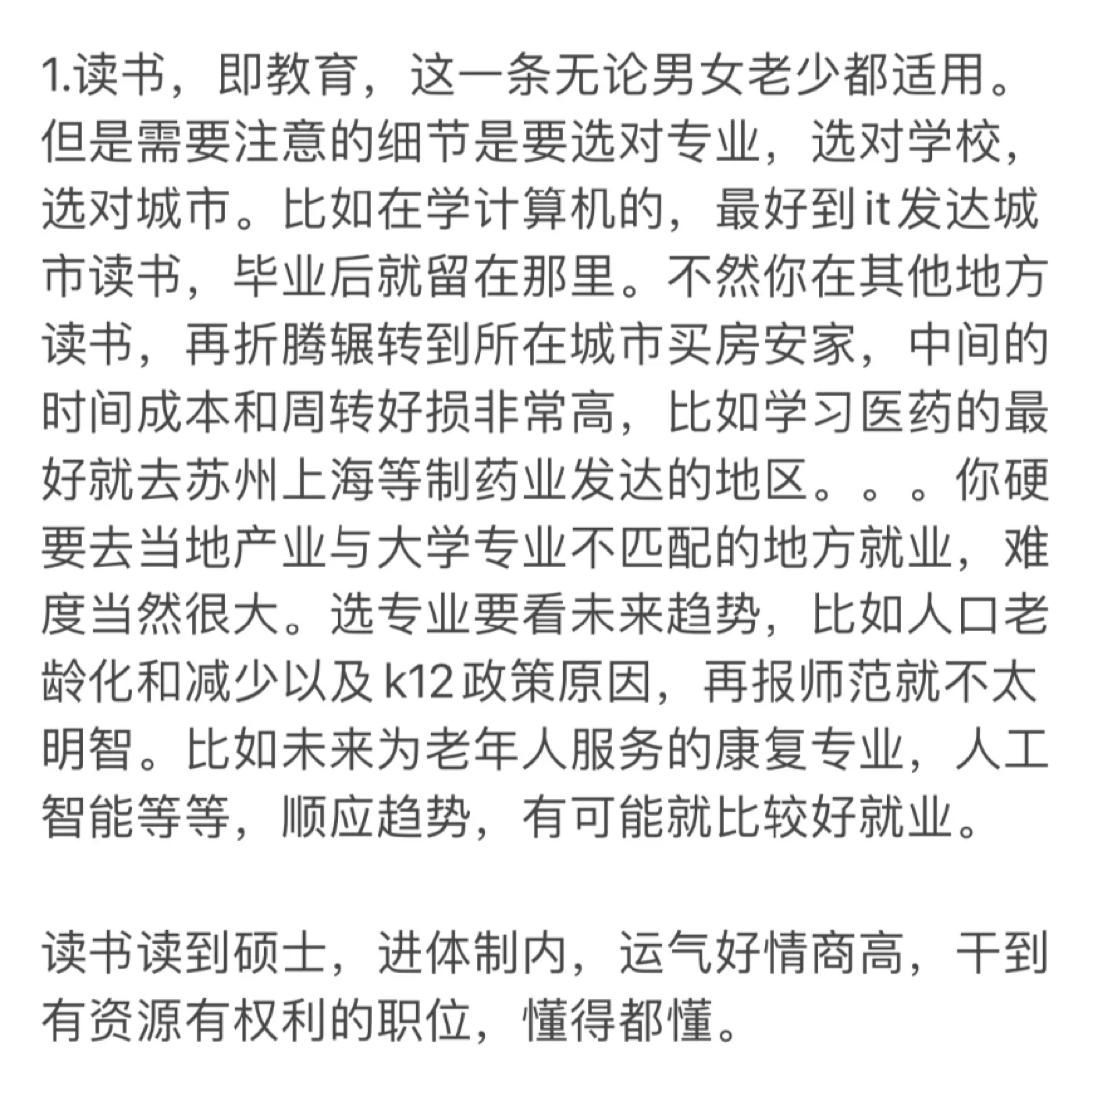 1.读书，即教育，这一条无论男女老少都适用。
但是需要注意的细节是要选对专业，选对学校，
选对城市。比如在学计算机的，最好到it发达城
市读书，毕业后就留在那里。不然你在其他地方
读书，再折腾辗转到所在城市买房安家，中间的
时间成本和周转好损非常高，比如学习医药的最
好就去苏州上海等制药业发达的地区。。。你硬
要去当地产业与大学专业不匹配的地方就业，难
度当然很大。选专业要看未来趋势，比如人口老
龄化和减少以及k12政策原因，再报师范就不太
明智。比如未来为老年人服务的康复专业，人工
智能等等，顺应趋势，有可能就比较好就业。
读书读到硕士，进体制内，运气好情商高，干到
有资源有权利的职位，懂得都懂。